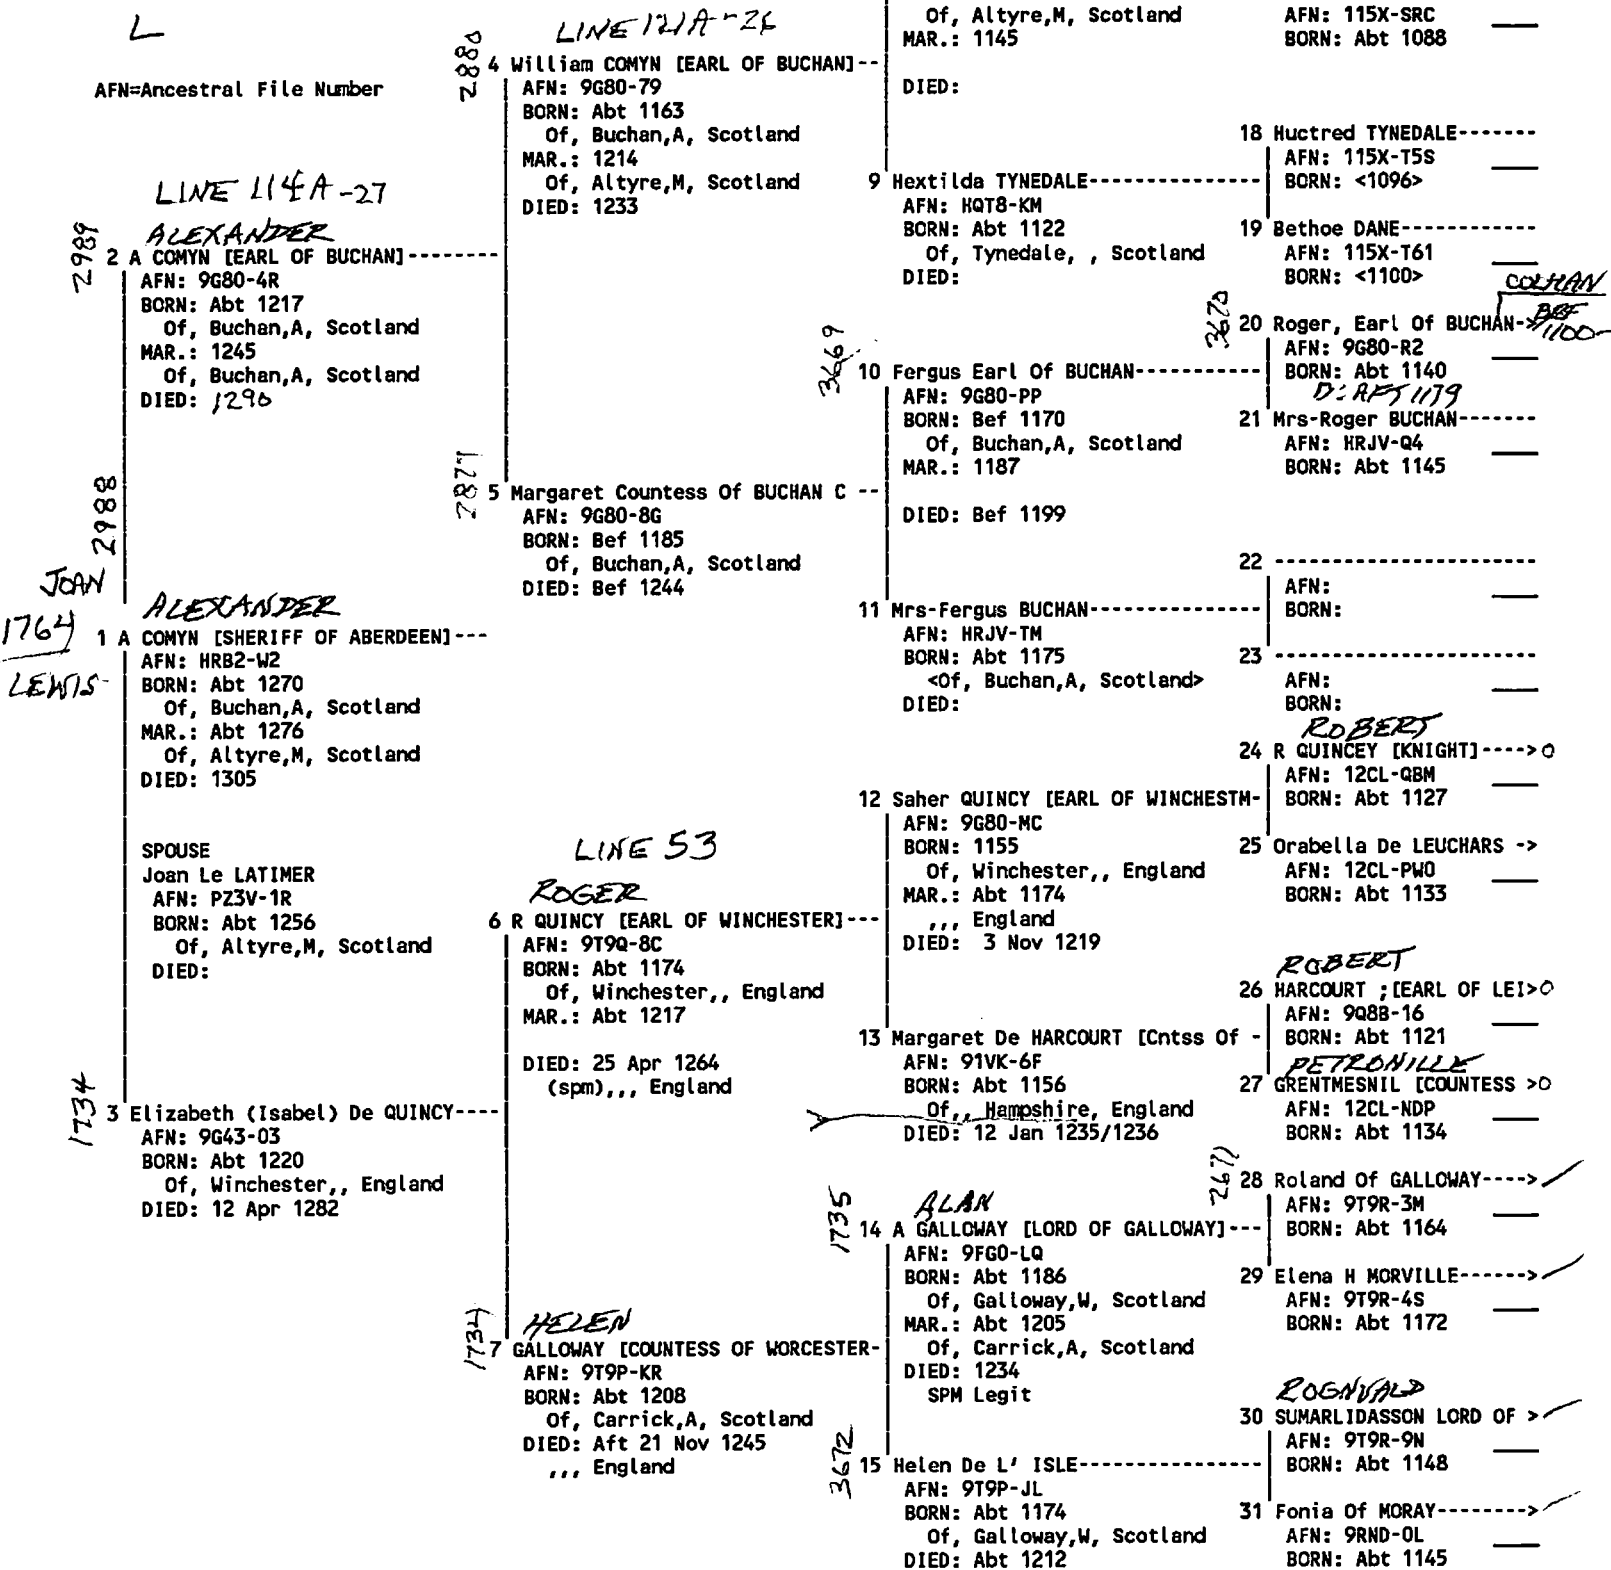 L
AFN=Ancestral File Number
LINE 114A-27
2989
ALEXANDER
2 A COMYN [EARL OF BUCHAN]--------
AFN: 9G80-4R
BORN: Abt 1217
Of, Buchan,A, Scotland
MAR.: 1245
Of, Buchan,A, Scotland
DIED: 1290
2988
JOAN
1764
LEWIS
ALEXANDER
1 A COMYN [SHERIFF OF ABERDEEN]---
AFN: HRB2-W2
BORN: Abt 1270
Of, Buchan,A, Scotland
MAR.: Abt 1276
Of, Altyre,M, Scotland
DIED: 1305
SPOUSE
Joan Le LATIMER
AFN: PZ3V-1R
BORN: Abt 1256
Of, Altyre,M, Scotland
DIED:
1734
3 Elizabeth (Isabel) De QUINCY----
AFN: 9G43-03
BORN: Abt 1220
Of, Winchester,, England
DIED: 12 Apr 1282
LINE 121A-26
2880
4 William COMYN [EARL OF BUCHAN]--
AFN: 9G80-79
BORN: Abt 1163
Of, Buchan,A, Scotland
MAR.: 1214
Of, Altyre,M, Scotland
DIED: 1233
2877
5 Margaret Countess Of BUCHAN C --
AFN: 9G80-8G
BORN: Bef 1185
Of, Buchan,A, Scotland
DIED: Bef 1244
LINE 53
ROGER
6 R QUINCY [EARL OF WINCHESTER]---
AFN: 9T9Q-8C
BORN: Abt 1174
Of, Winchester,, England
MAR.: Abt 1217
DIED: 25 Apr 1264
(spm),,, England
1734
HELEN
7 GALLOWAY [COUNTESS OF WORCESTER-
AFN: 9T9P-KR
BORN: Abt 1208
Of, Carrick,A, Scotland
DIED: Aft 21 Nov 1245
,,, England
Of, Altyre,M, Scotland
MAR.: 1145
DIED:
9 Hextilda TYNEDALE---------------
AFN: HQT8-KM
BORN: Abt 1122
Of, Tynedale, , Scotland
DIED:
3669
10 Fergus Earl Of BUCHAN-----------
AFN: 9G80-PP
BORN: Bef 1170
Of, Buchan,A, Scotland
MAR.: 1187
DIED: Bef 1199
11 Mrs-Fergus BUCHAN---------------
AFN: HRJV-TM
BORN: Abt 1175
<Of, Buchan,A, Scotland>
DIED:
12 Saher QUINCY [EARL OF WINCHESTM-
AFN: 9G80-MC
BORN: 1155
Of, Winchester,, England
MAR.: Abt 1174
,,, England
DIED: 3 Nov 1219
13 Margaret De HARCOURT [Cntss Of -
AFN: 91VK-6F
BORN: Abt 1156
Of,, Hampshire, England
DIED: 12 Jan 1235/1236
1735
ALAN
14 A GALLOWAY [LORD OF GALLOWAY]---
AFN: 9FG0-LQ
BORN: Abt 1186
Of, Galloway,W, Scotland
MAR.: Abt 1205
Of, Carrick,A, Scotland
DIED: 1234
SPM Legit
3672
15 Helen De L' ISLE----------------
AFN: 9T9P-JL
BORN: Abt 1174
Of, Galloway,W, Scotland
DIED: Abt 1212
AFN: 115X-SRC
BORN: Abt 1088
18 Huctred TYNEDALE-------
AFN: 115X-T5S
BORN: <1096>
19 Bethoe DANE------------
AFN: 115X-T61
BORN: <1100>
3670
20 Roger, Earl Of BUCHAN->
AFN: 9G80-R2
BORN: Abt 1140
D: AFT 1179
COLHAN
BEF
1100-
21 Mrs-Roger BUCHAN-------
AFN: HRJV-Q4
BORN: Abt 1145
22 ----------------------
AFN:
BORN:
23 ----------------------
AFN:
BORN:
ROBERT
24 R QUINCEY [KNIGHT]---->
AFN: 12CL-QBM
BORN: Abt 1127
25 Orabella De LEUCHARS ->
AFN: 12CL-PW0
BORN: Abt 1133
ROBERT
26 HARCOURT ;[EARL OF LEI>
AFN: 9Q8B-16
BORN: Abt 1121
PETRONILLE
27 GRENTMESNIL [COUNTESS >
AFN: 12CL-NDP
BORN: Abt 1134
2671
28 Roland Of GALLOWAY---->
AFN: 9T9R-3M
BORN: Abt 1164
29 Elena H MORVILLE------>
AFN: 9T9R-4S
BORN: Abt 1172
ROGNVALD
30 SUMARLIDASSON LORD OF >
AFN: 9T9R-9N
BORN: Abt 1148
31 Fonia Of MORAY-------->
AFN: 9RND-0L
BORN: Abt 1145